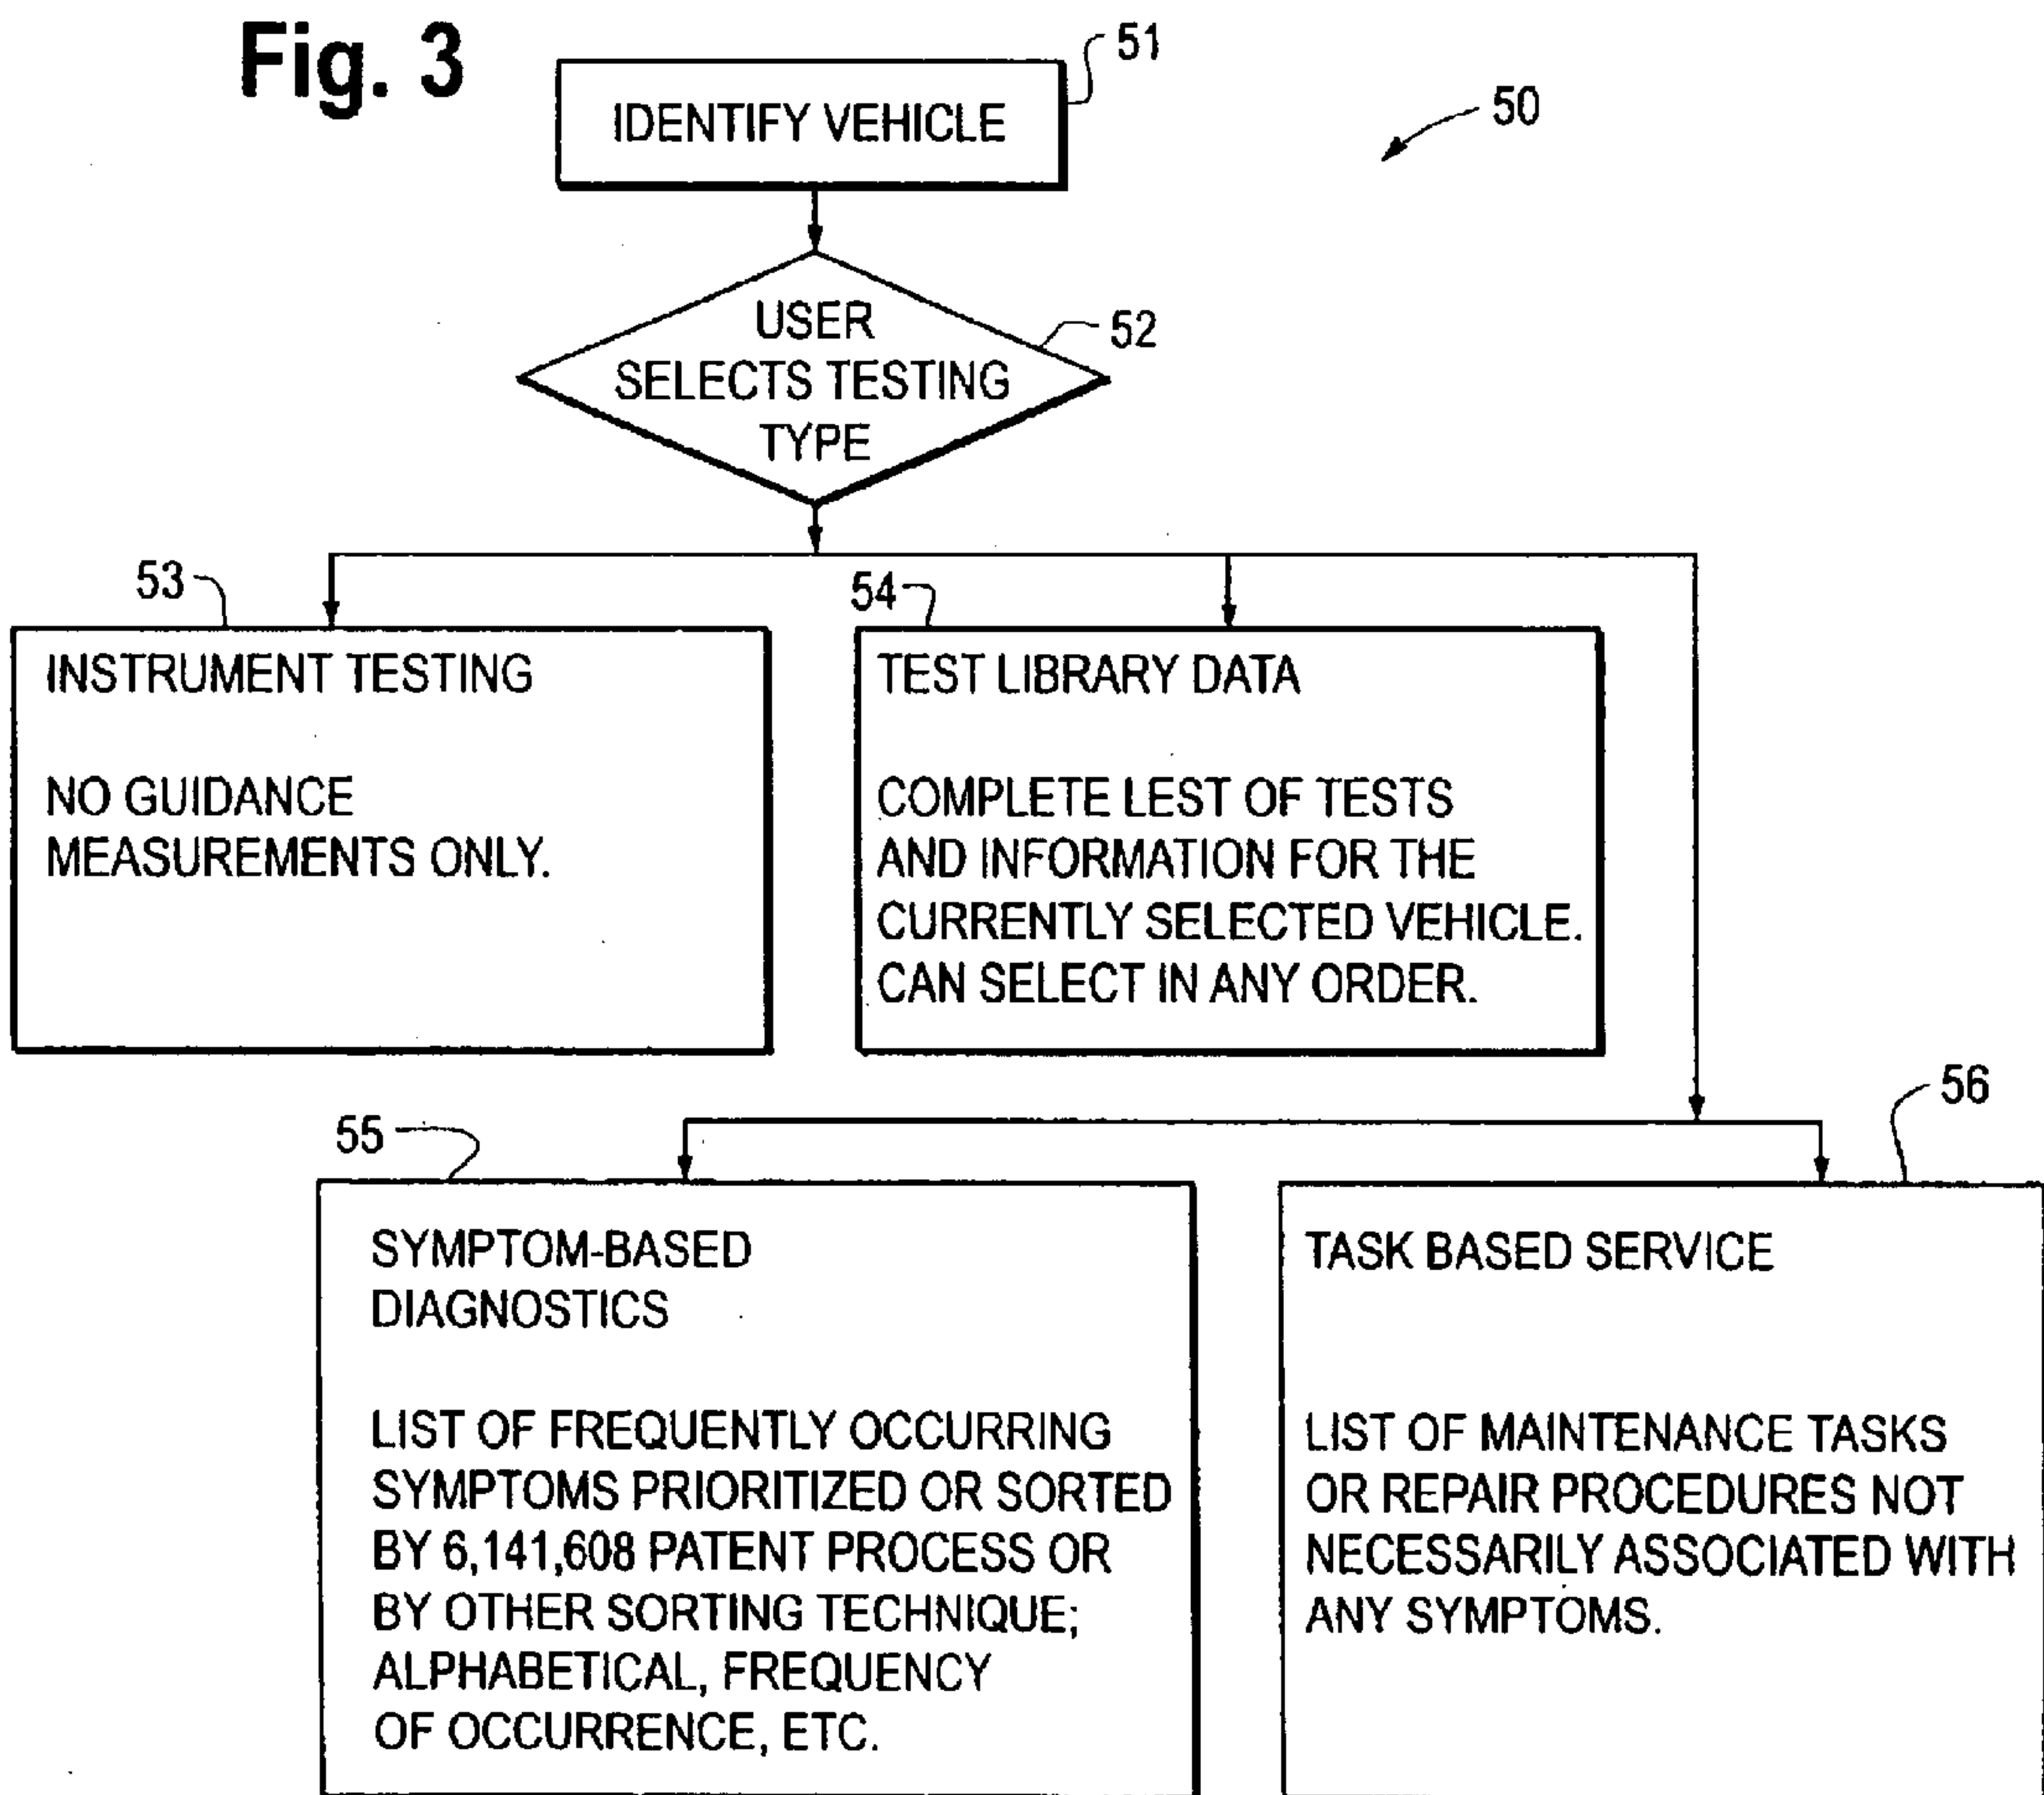 Fig. 3
51
IDENTIFY VEHICLE
50
USER
SELECTS TESTING
TYPE
52
53
INSTRUMENT TESTING
NO GUIDANCE
MEASUREMENTS ONLY.
54
TEST LIBRARY DATA
COMPLETE LEST OF TESTS
AND INFORMATION FOR THE
CURRENTLY SELECTED VEHICLE.
CAN SELECT IN ANY ORDER.
55
SYMPTOM-BASED
DIAGNOSTICS
LIST OF FREQUENTLY OCCURRING
SYMPTOMS PRIORITIZED OR SORTED
BY 6,141,608 PATENT PROCESS OR
BY OTHER SORTING TECHNIQUE;
ALPHABETICAL, FREQUENCY
OF OCCURRENCE, ETC.
56
TASK BASED SERVICE
LIST OF MAINTENANCE TASKS
OR REPAIR PROCEDURES NOT
NECESSARILY ASSOCIATED WITH
ANY SYMPTOMS.